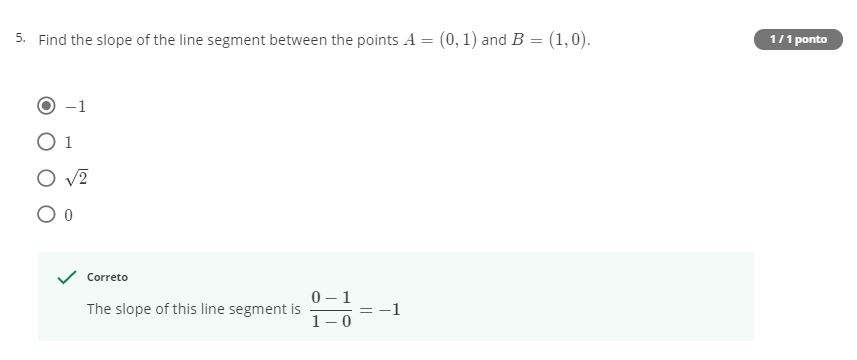 5. Find the slope of the line segment between the points A = (0, 1) and B = (1, 0).
1 / 1 ponto
−1
1
√2
0
Correto
The slope of this line segment is \frac{0 − 1}{1 − 0} = −1